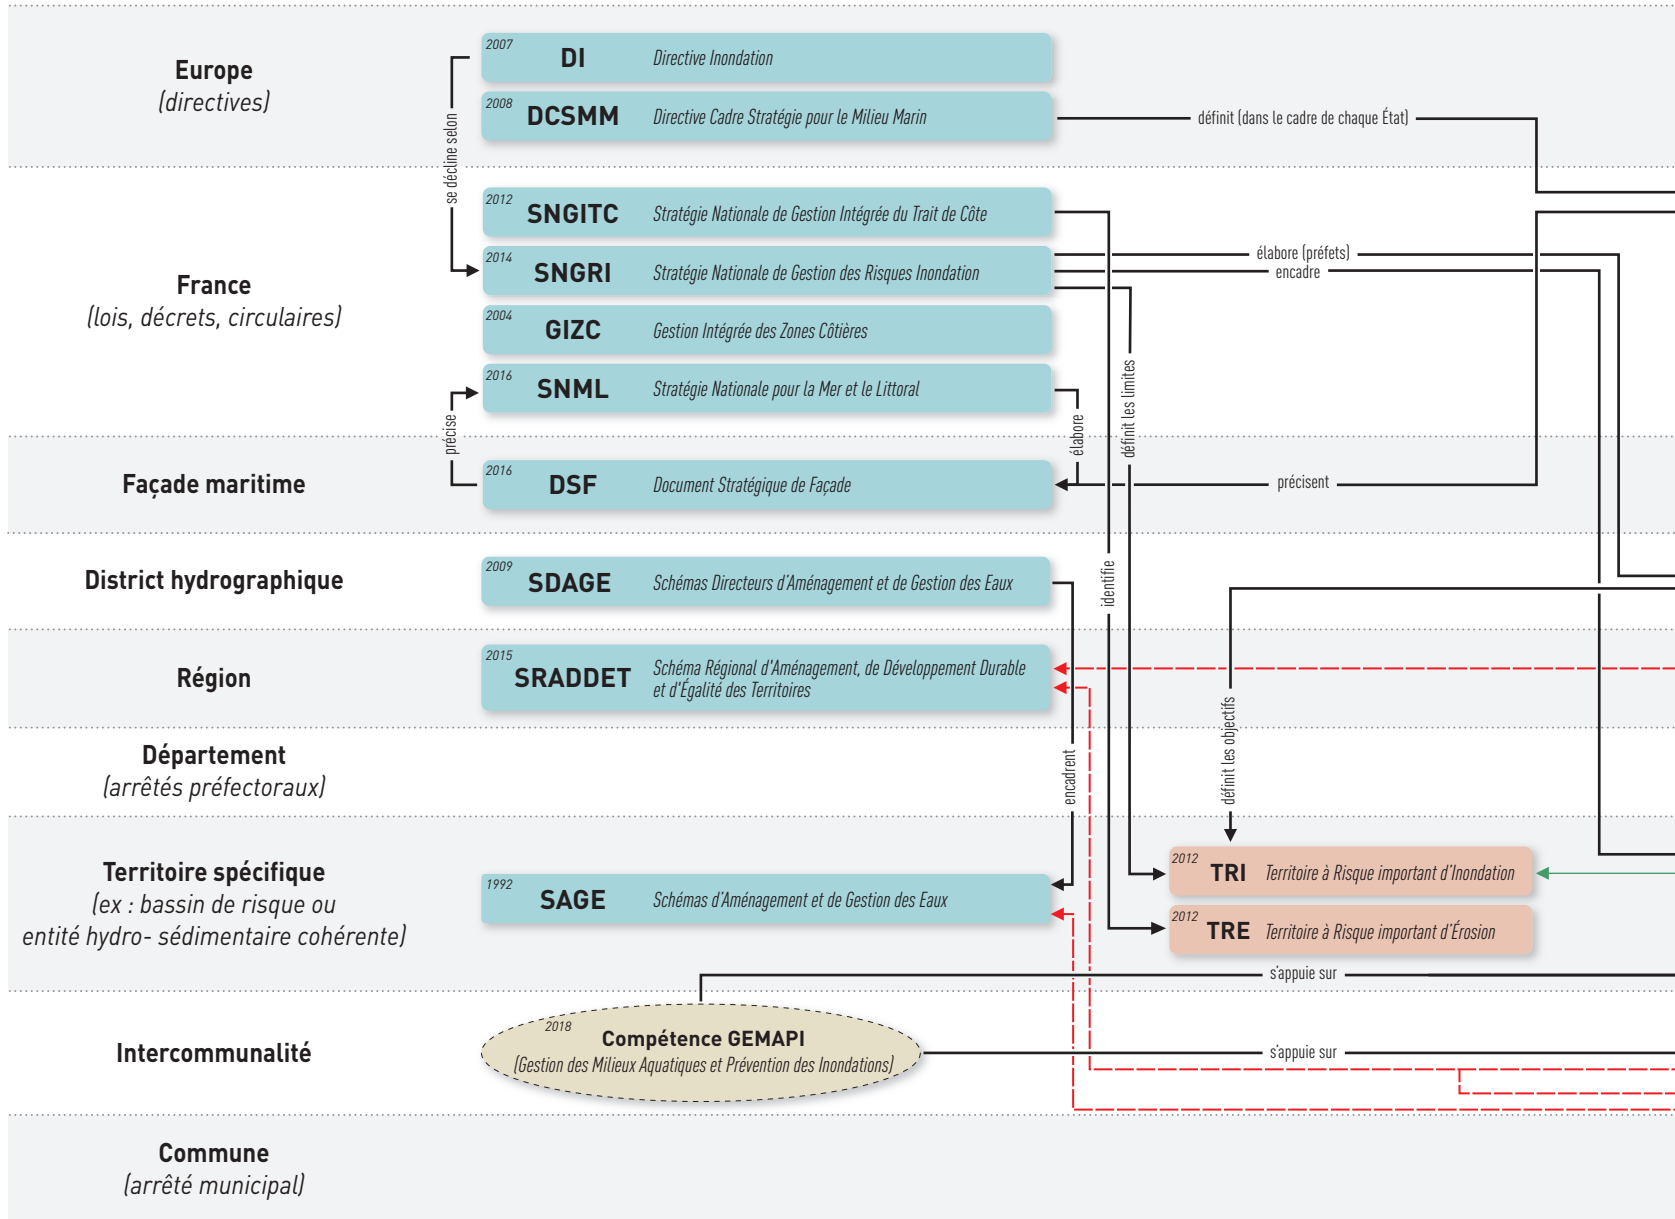 Europe
(directives)
2007
DI
Directive Inondation
2008
DCSMM
Directive Cadre Stratégie pour le Milieu Marin
définit (dans le cadre de chaque État)
se décline selon
France
(lois, décrets, circulaires)
2012
SNGITC
Stratégie Nationale de Gestion Intégrée du Trait de Côte
2014
SNGRI
Stratégie Nationale de Gestion des Risques Inondation
élabore (préfets)
encadre
2004
GIZC
Gestion Intégrée des Zones Côtières
2016
SNML
Stratégie Nationale pour la Mer et le Littoral
précise
élabore
définit les limites
Façade maritime
2016
DSF
Document Stratégique de Façade
précisent
District hydrographique
2009
SDAGE
Schémas Directeurs d'Aménagement et de Gestion des Eaux
identifie
Région
2015
SRADDET
Schéma Régional d'Aménagement, de Développement Durable
et d'Égalité des Territoires
définit les objectifs
Département
(arrêtés préfectoraux)
encadrent
Territoire spécifique
(ex : bassin de risque ou
entité hydro- sédimentaire cohérente)
1992
SAGE
Schémas d'Aménagement et de Gestion des Eaux
2012
TRI
Territoire à Risque important d'Inondation
2012
TRE
Territoire à Risque important d'Érosion
s'appuie sur
Intercommunalité
2018
Compétence GEMAPI
(Gestion des Milieux Aquatiques et Prévention des Inondations)
s'appuie sur
Commune
(arrêté municipal)